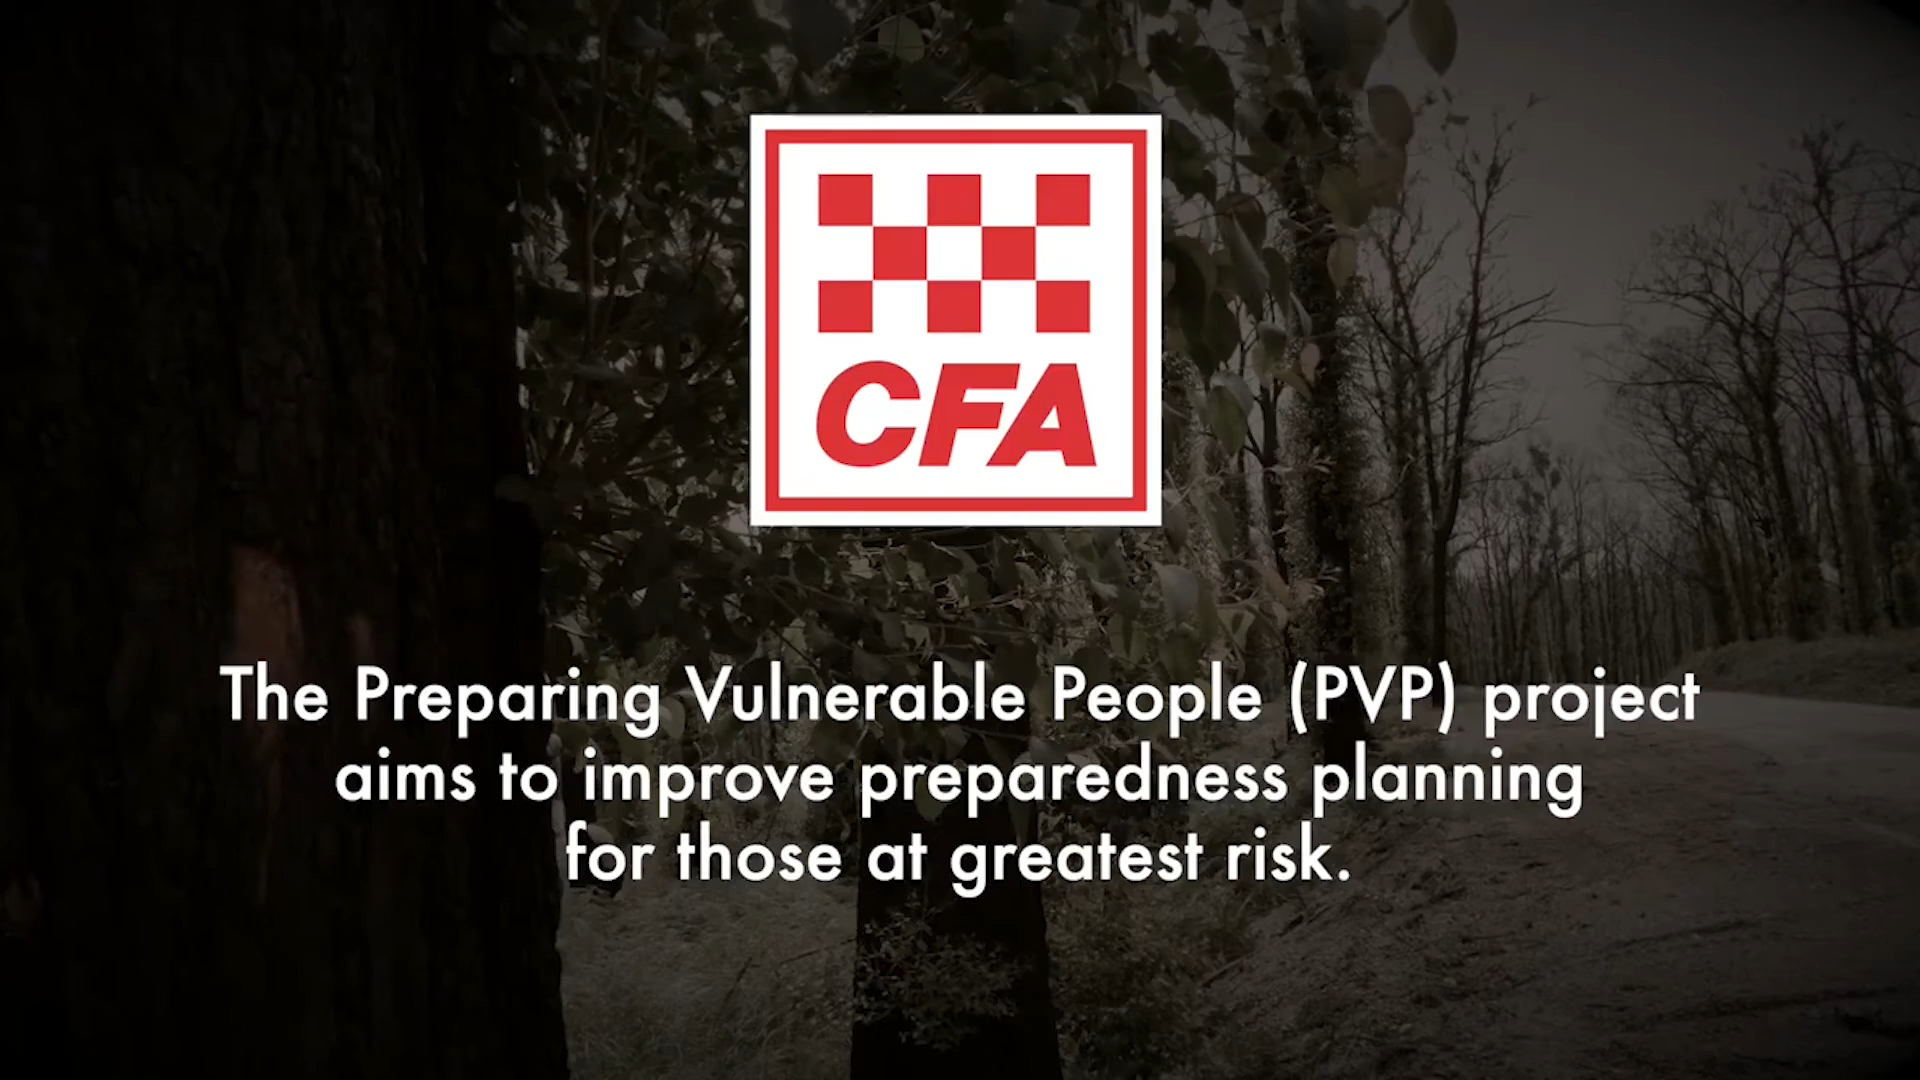 CFA
The Preparing Vulnerable People (PVP) project
aims to improve preparedness planning
for those at greatest risk.